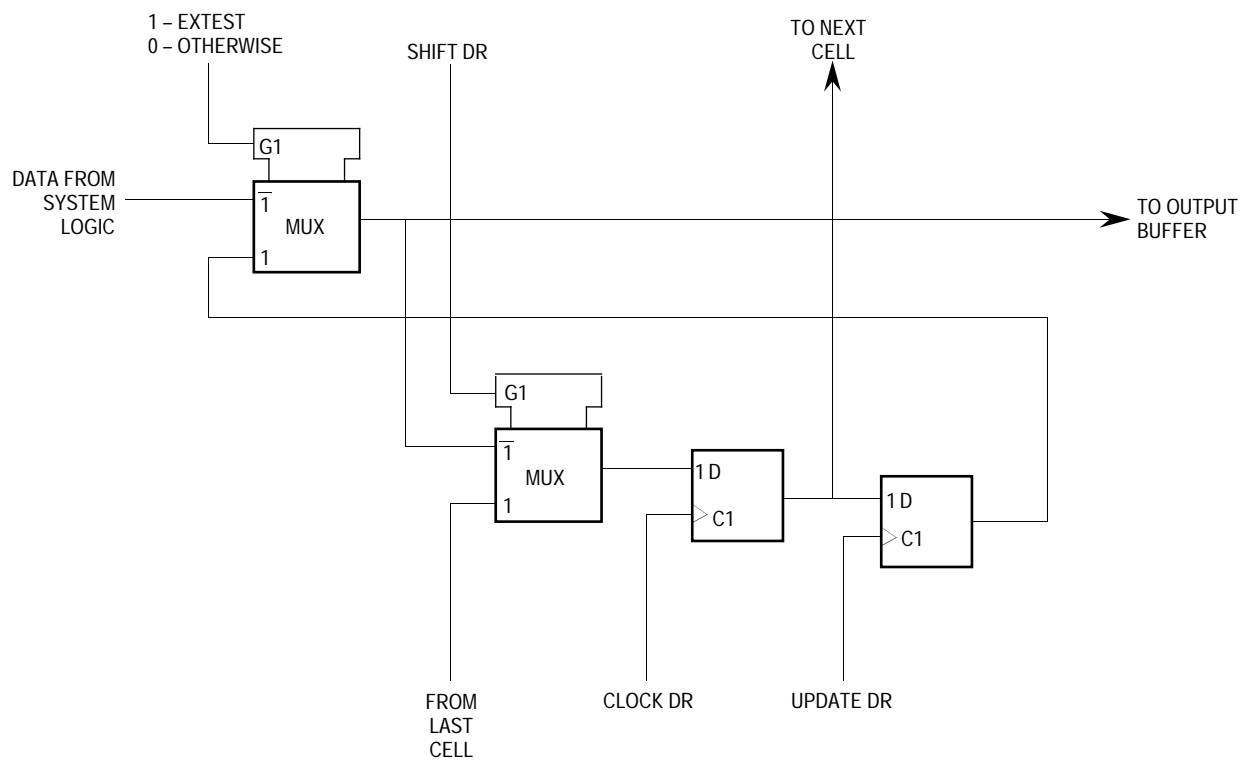 1 – EXTEST
0 – OTHERWISE
SHIFT DR
TO NEXT
CELL
G1
DATA FROM
SYSTEM
LOGIC
1
MUX
1
TO OUTPUT
BUFFER
G1
1
MUX
1
1 D
C1
1 D
C1
FROM
LAST
CELL
CLOCK DR
UPDATE DR